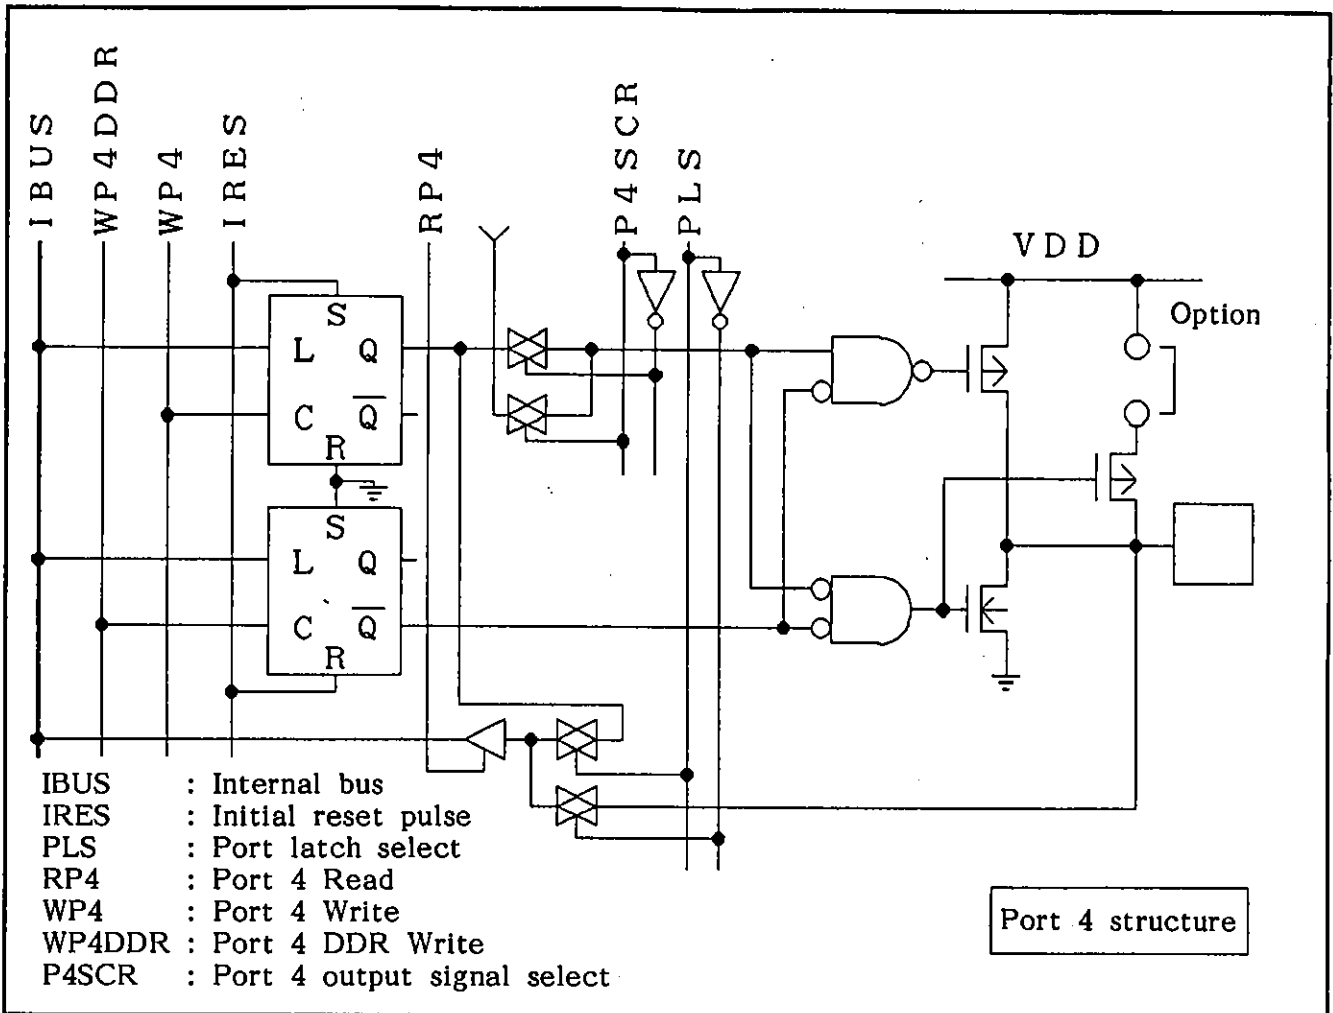 IBUS
WP4DDR
WP4
IRES
RP4
P4SCR
PLS
VDD
Option
S
L Q
C Q̅
R
S
L Q
C Q̅
R
IBUS : Internal bus
IRES : Initial reset pulse
PLS : Port latch select
RP4 : Port 4 Read
WP4 : Port 4 Write
WP4DDR : Port 4 DDR Write
P4SCR : Port 4 output signal select
Port 4 structure